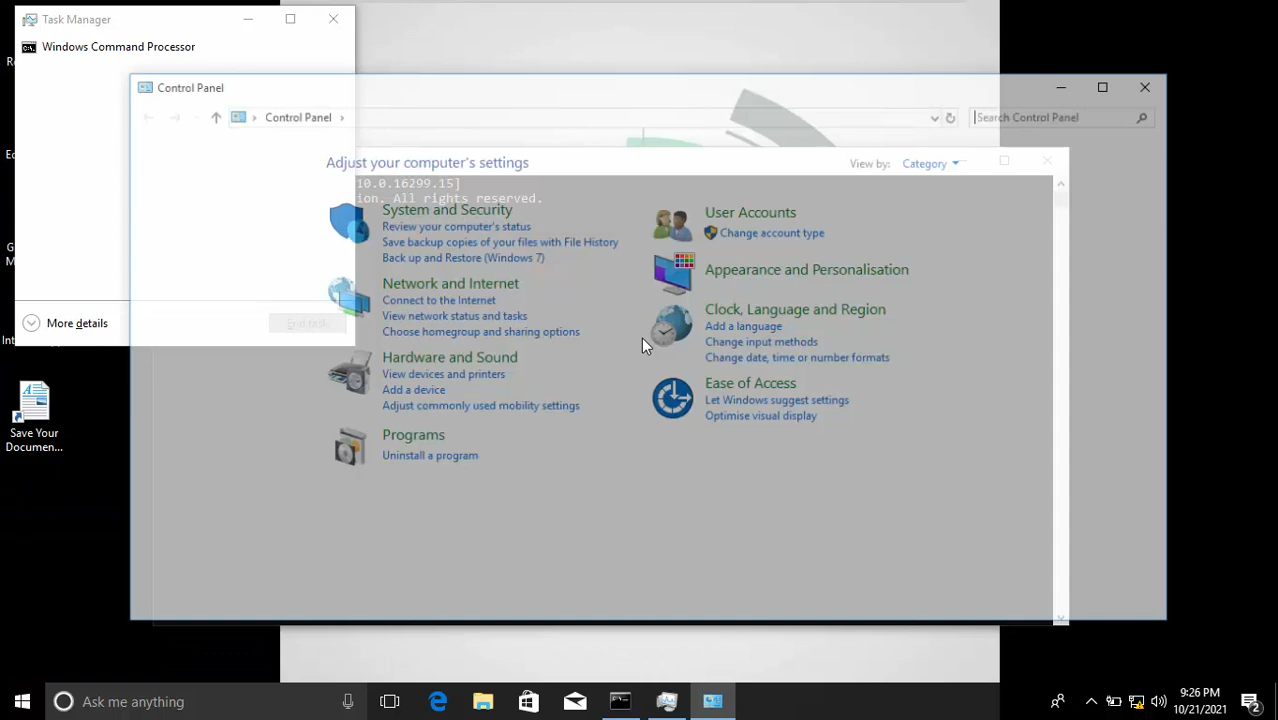 Task Manager
Windows Command Processor
Control Panel
Control Panel
Search Control Panel
Adjust your computer's settings
View by: Category
10.0.16299.15]
ion. All rights reserved.
System and Security
Review your computer's status
Save backup copies of your files with File History
Back up and Restore (Windows 7)
User Accounts
Change account type
Network and Internet
Connect to the Internet
View network status and tasks
Choose homegroup and sharing options
Appearance and Personalisation
Clock, Language and Region
Add a language
Change input methods
Change date, time or number formats
More details
End task
Hardware and Sound
View devices and printers
Add a device
Adjust commonly used mobility settings
Ease of Access
Let Windows suggest settings
Optimise visual display
Programs
Uninstall a program
Save Your
Documen...
Ask me anything
9:26 PM
10/21/2021
2